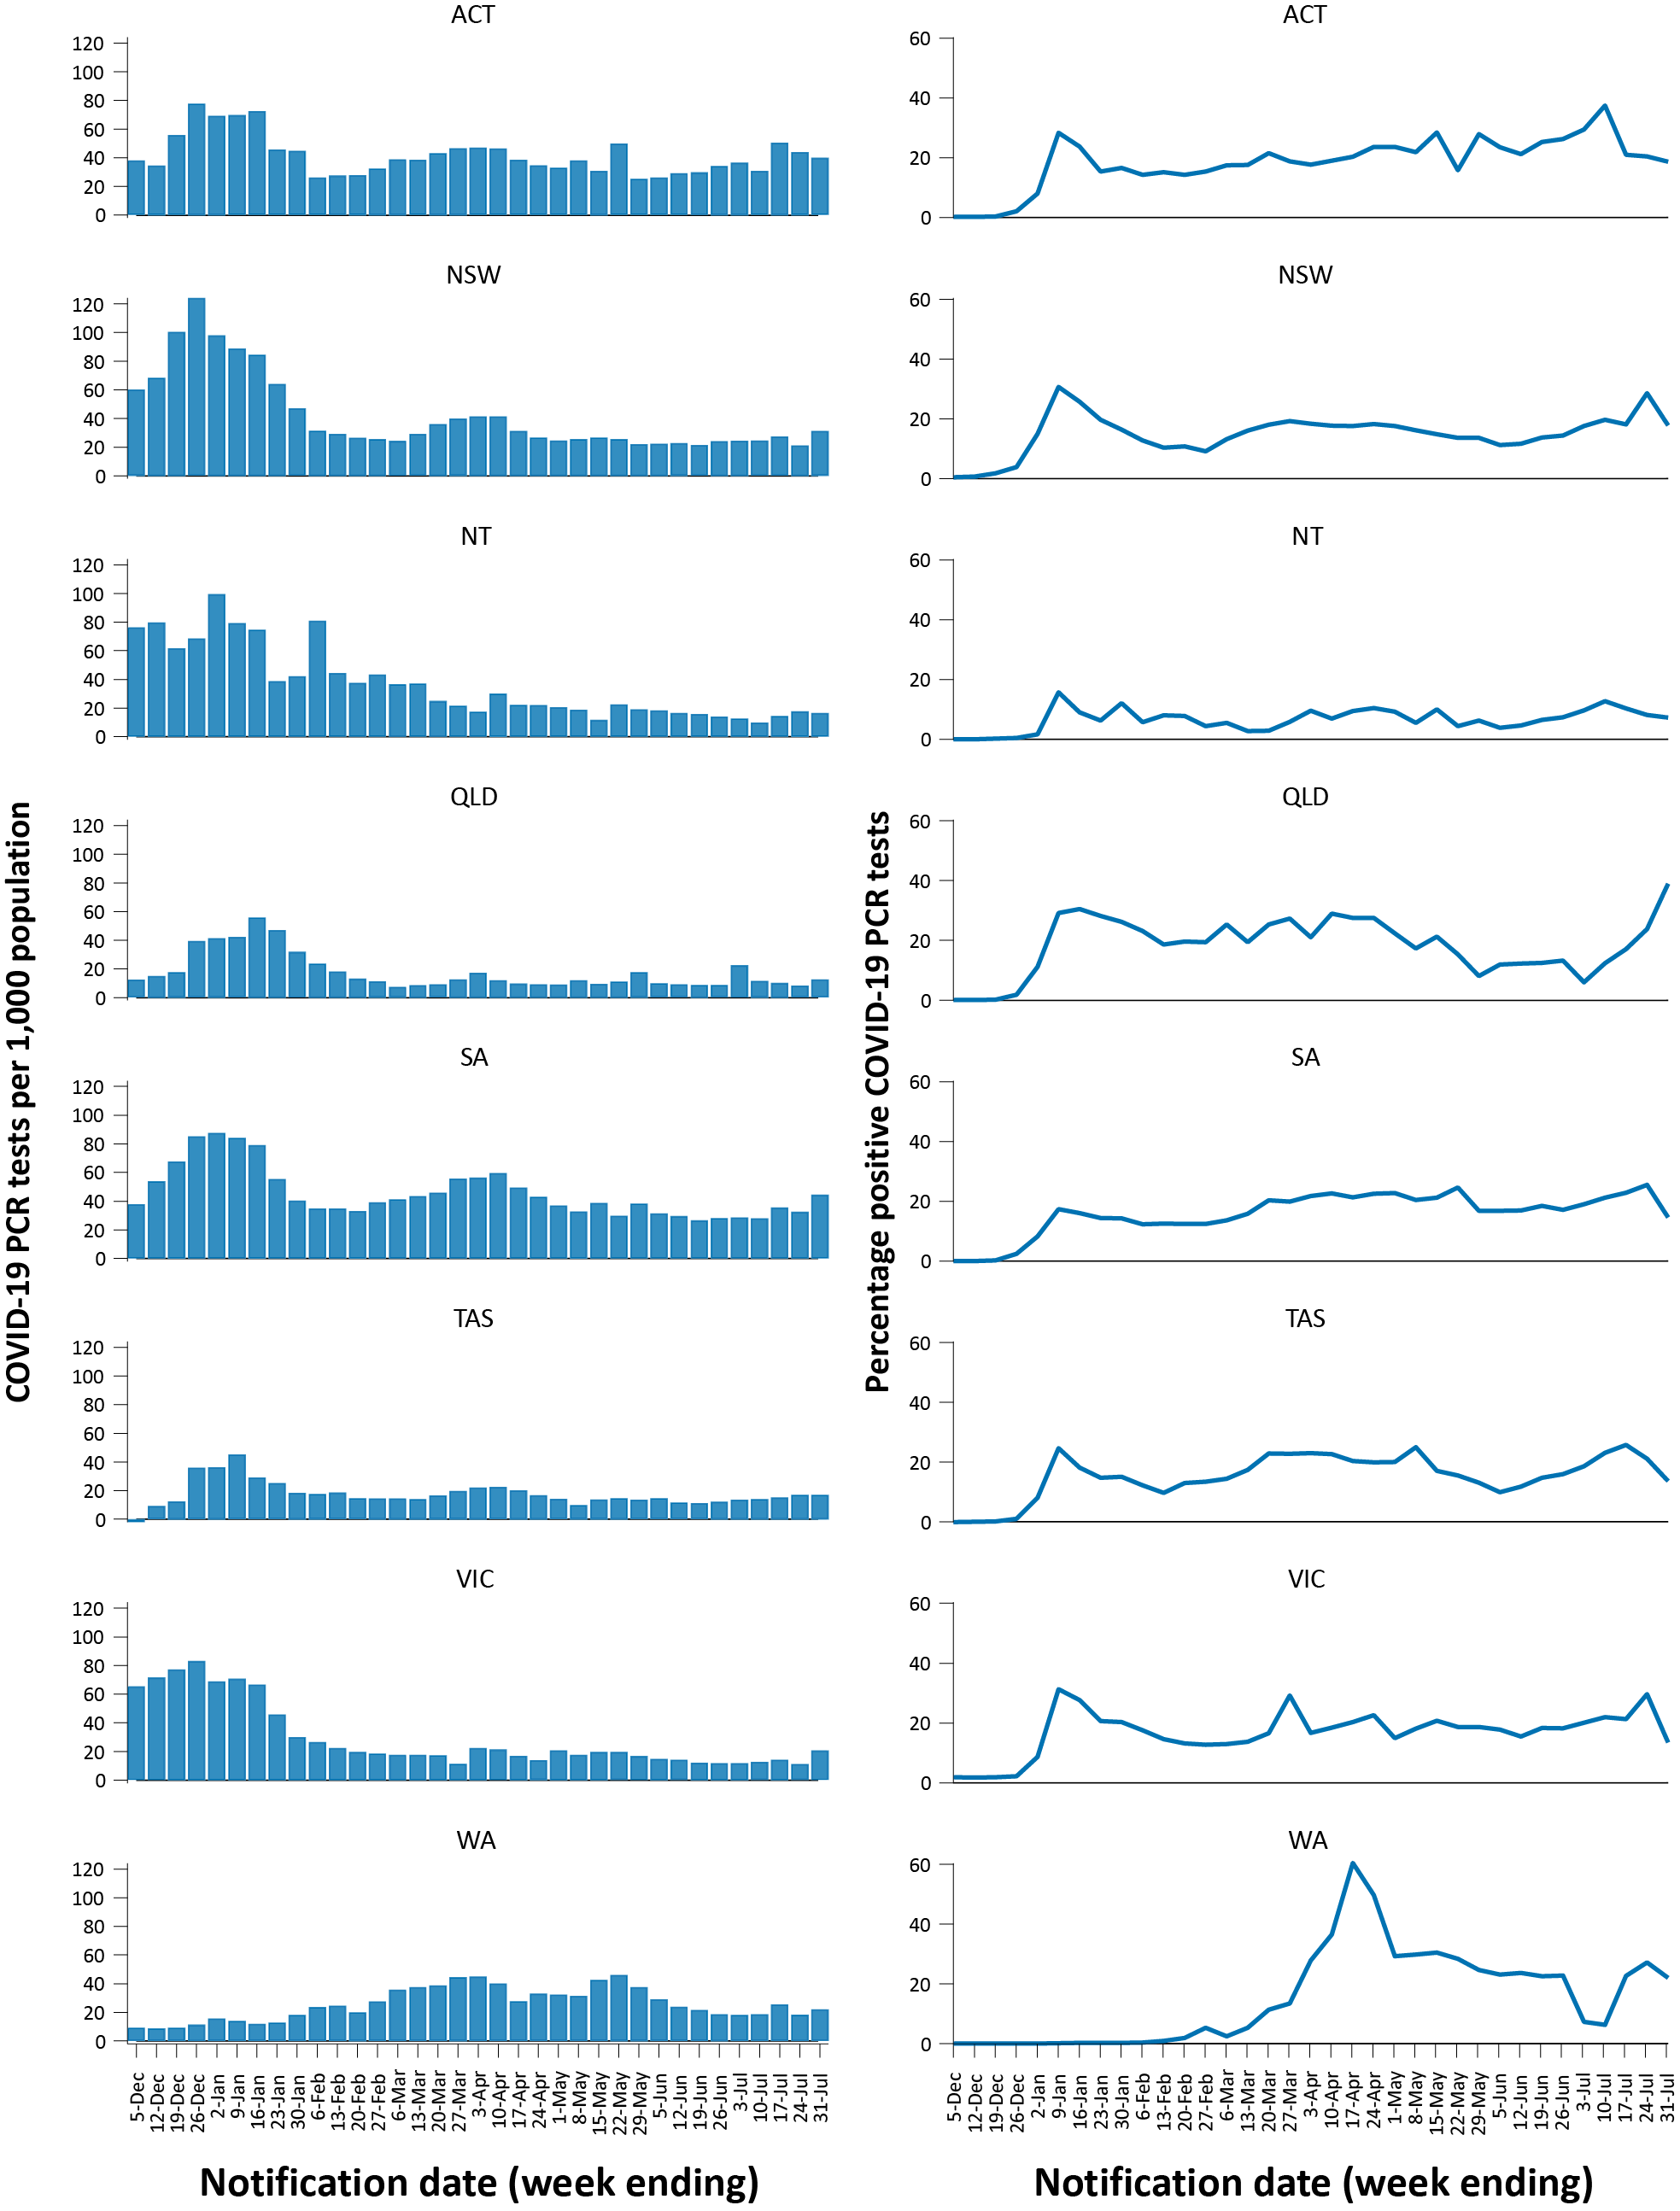 ACT
120
100
80
60
40
20
0
NSW
120
100
80
60
40
20
0
NT
120
100
80
60
40
20
0
QLD
120
100
80
60
40
20
0
SA
120
100
80
60
40
20
0
TAS
120
100
80
60
40
20
0
VIC
120
100
80
60
40
20
0
WA
120
100
80
60
40
20
0
COVID-19 PCR tests per 1,000 population
5-Dec
12-Dec
19-Dec
26-Dec
2-Jan
9-Jan
16-Jan
23-Jan
30-Jan
6-Feb
13-Feb
20-Feb
27-Feb
6-Mar
13-Mar
20-Mar
27-Mar
3-Apr
10-Apr
17-Apr
24-Apr
1-May
8-May
15-May
22-May
29-May
5-Jun
12-Jun
19-Jun
26-Jun
3-Jul
10-Jul
17-Jul
24-Jul
31-Jul
Notification date (week ending)
ACT
60
40
20
0
NSW
60
40
20
0
NT
60
40
20
0
QLD
60
40
20
0
SA
60
40
20
0
TAS
60
40
20
0
VIC
60
40
20
0
WA
60
40
20
0
Percentage positive COVID-19 PCR tests
5-Dec
12-Dec
19-Dec
26-Dec
2-Jan
9-Jan
16-Jan
23-Jan
30-Jan
6-Feb
13-Feb
20-Feb
27-Feb
6-Mar
13-Mar
20-Mar
27-Mar
3-Apr
10-Apr
17-Apr
24-Apr
1-May
8-May
15-May
22-May
29-May
5-Jun
12-Jun
19-Jun
26-Jun
3-Jul
10-Jul
17-Jul
24-Jul
31-Jul
Notification date (week ending)